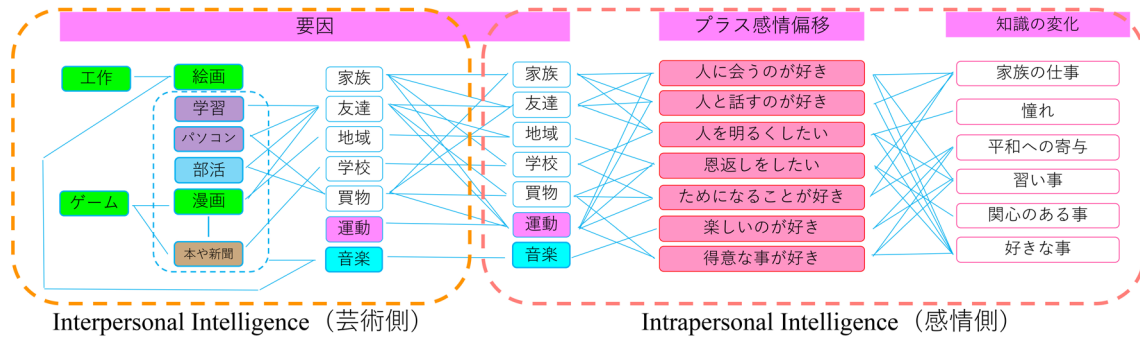 要因
プラス感情偏移
知識の変化
工作
ゲーム
絵画
学習
パソコン
部活
漫画
本や新聞
家族
友達
地域
学校
買物
運動
音楽
家族
友達
地域
学校
買物
運動
音楽
人に会うのが好き
人と話すのが好き
人を明るくしたい
恩返しをしたい
ためになることが好き
楽しいのが好き
得意な事が好き
家族の仕事
憧れ
平和への寄与
習い事
関心のある事
好きな事
Interpersonal Intelligence（芸術側）
Intrapersonal Intelligence（感情側）